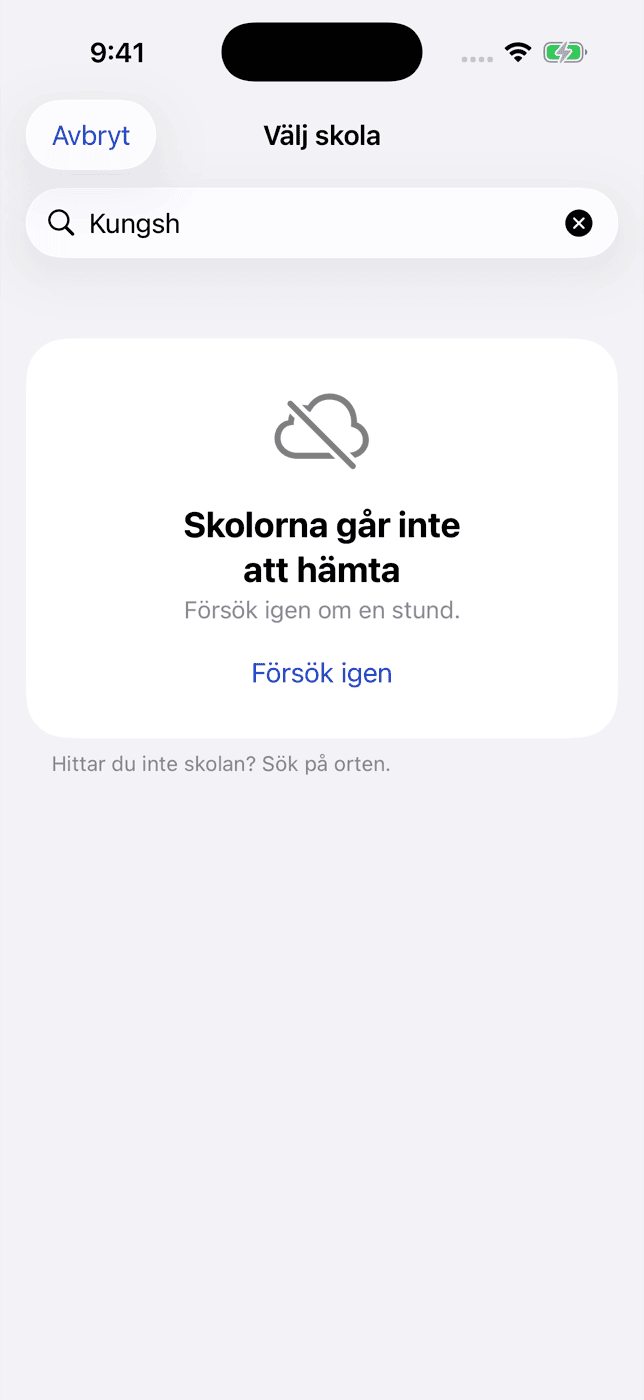 9:41
Avbryt
Välj skola
Kungsh
Skolorna går inte
att hämta
Försök igen om en stund.
Försök igen
Hittar du inte skolan? Sök på orten.